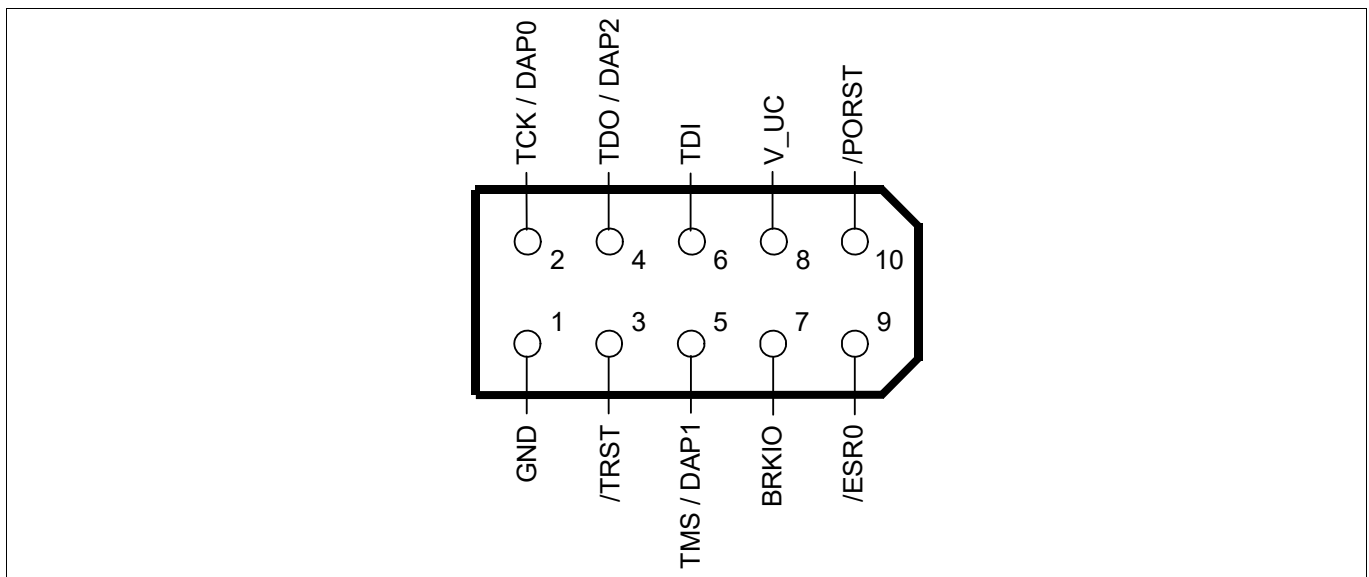 TCK / DAP0
TDO / DAP2
TDI
V_UC
/PORST
2
4
6
8
10
1
3
5
7
9
GND
/TRST
TMS / DAP1
BRKIO
/ESR0